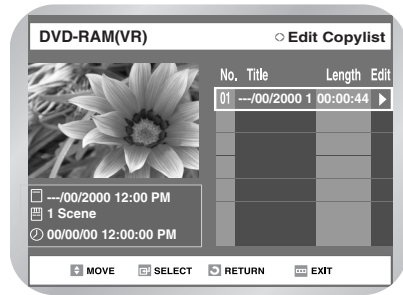 DVD-RAM(VR) Edit Copylist
No. Title Length Edit
01 ---/00/2000 1 00:00:44
---/00/2000 12:00 PM
1 Scene
00/00/00 12:00:00 PM
MOVE SELECT RETURN EXIT